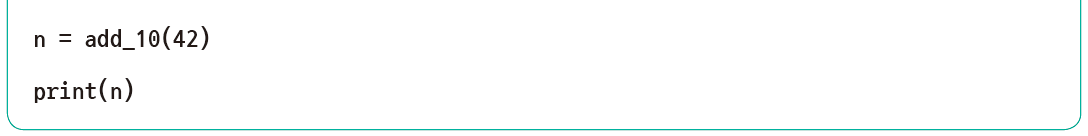 n = add_10(42)
print(n)